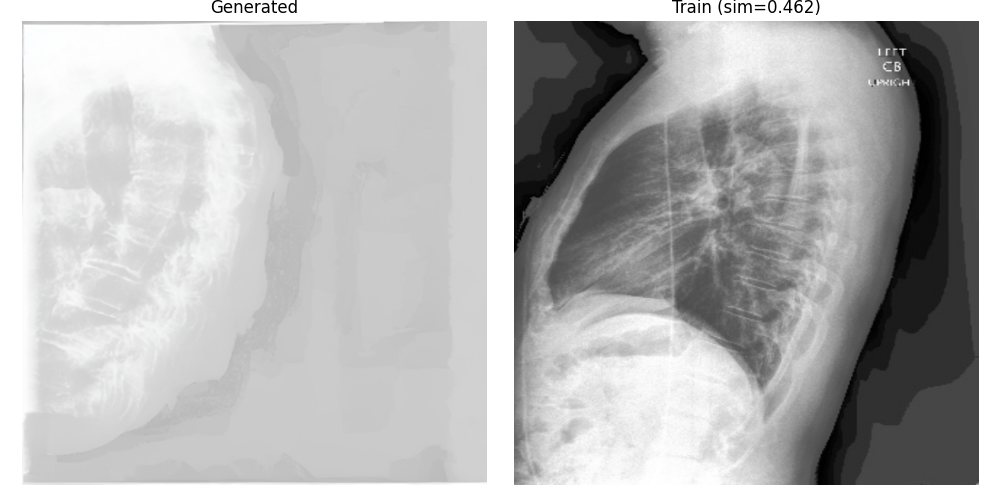 Generated
Train (sim=0.462)
LEFT
CB
UPRIGH